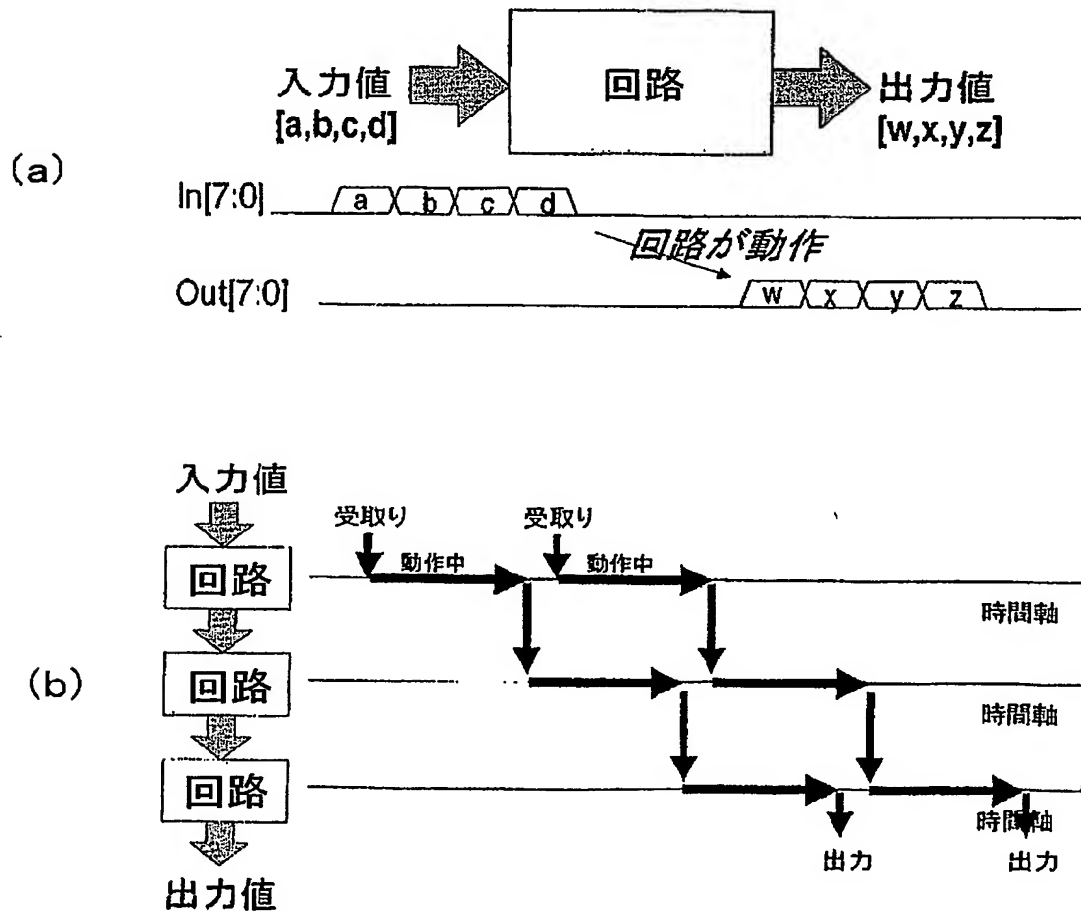 入力値
[a,b,c,d]
回路
出力値
[w,x,y,z]
(a)
In[7:0]
a b c d
回路が動作
Out[7:0]
w x y z
入力値
受取り 受取り
回路
動作中 動作中
時間軸
(b)
回路
時間軸
回路
時間軸
出力 出力
出力値